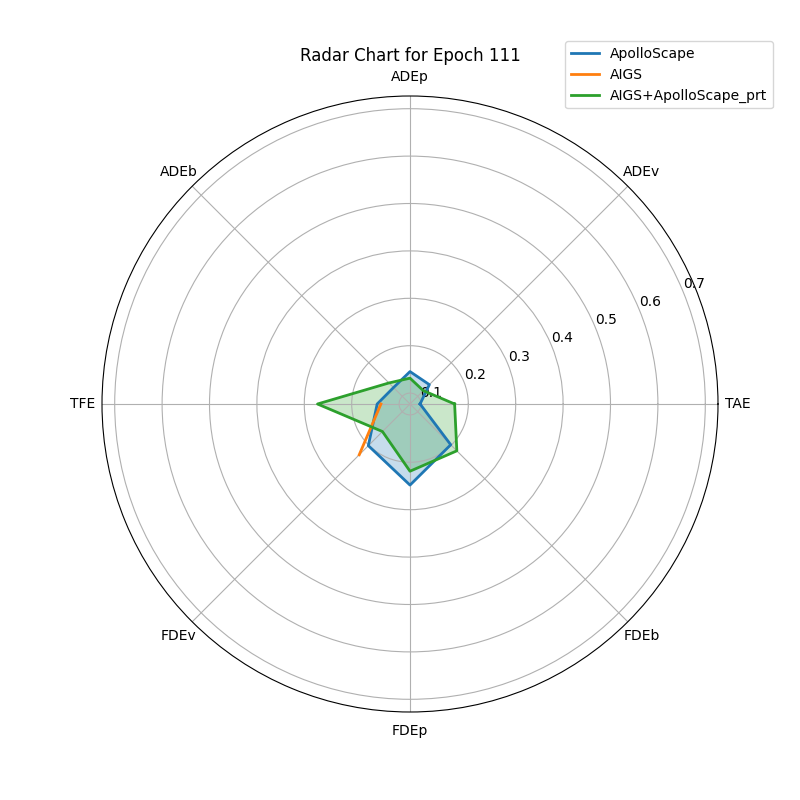 Radar Chart for Epoch 111
ApolloScape
AIGS
AIGS+ApolloScape_prt
ADEp
ADEb
ADEv
0.7
0.6
0.5
0.4
0.3
0.2
0.1
TFE
TAE
FDEv
FDEb
FDEp